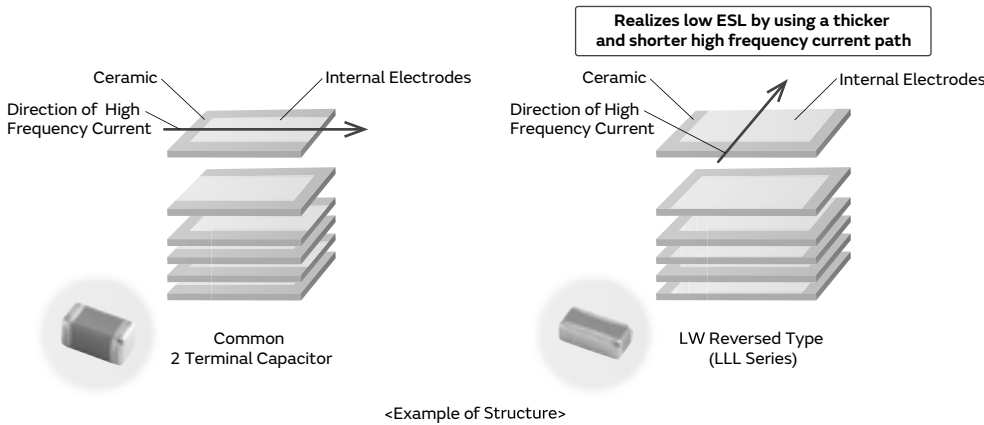 Realizes low ESL by using a thicker
and shorter high frequency current path
Ceramic
Internal Electrodes
Direction of High
Frequency Current
Ceramic
Internal Electrodes
Direction of High
Frequency Current
Common
2 Terminal Capacitor
LW Reversed Type
(LLL Series)
<Example of Structure>